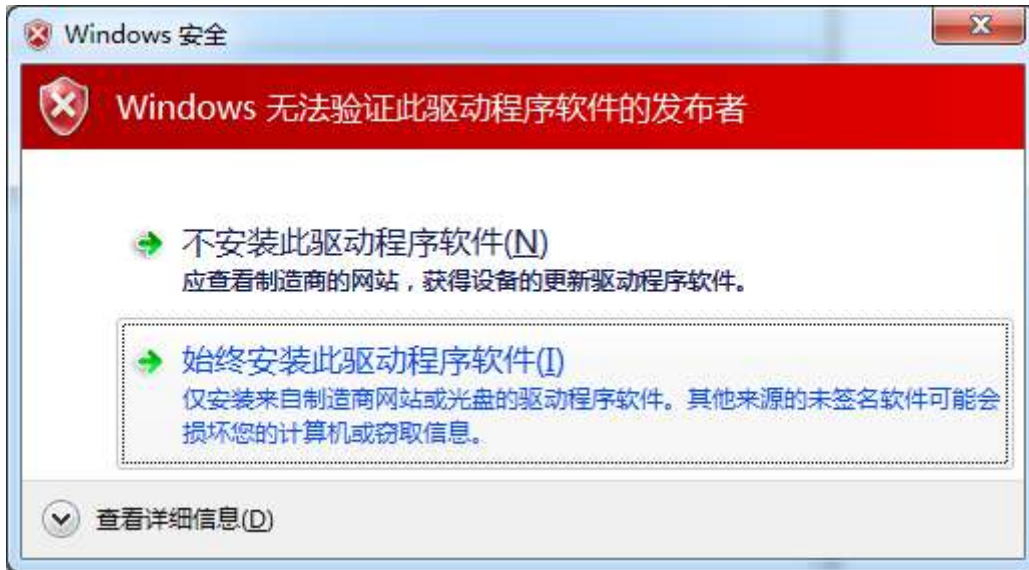 Windows 安全
Windows 无法验证此驱动程序软件的发布者
不安装此驱动程序软件(N)
应查看制造商的网站，获得设备的更新驱动程序软件。
始终安装此驱动程序软件(I)
仅安装来自制造商网站或光盘的驱动程序软件。其他来源的未签名软件可能会
损坏您的计算机或窃取信息。
查看详细信息(D)